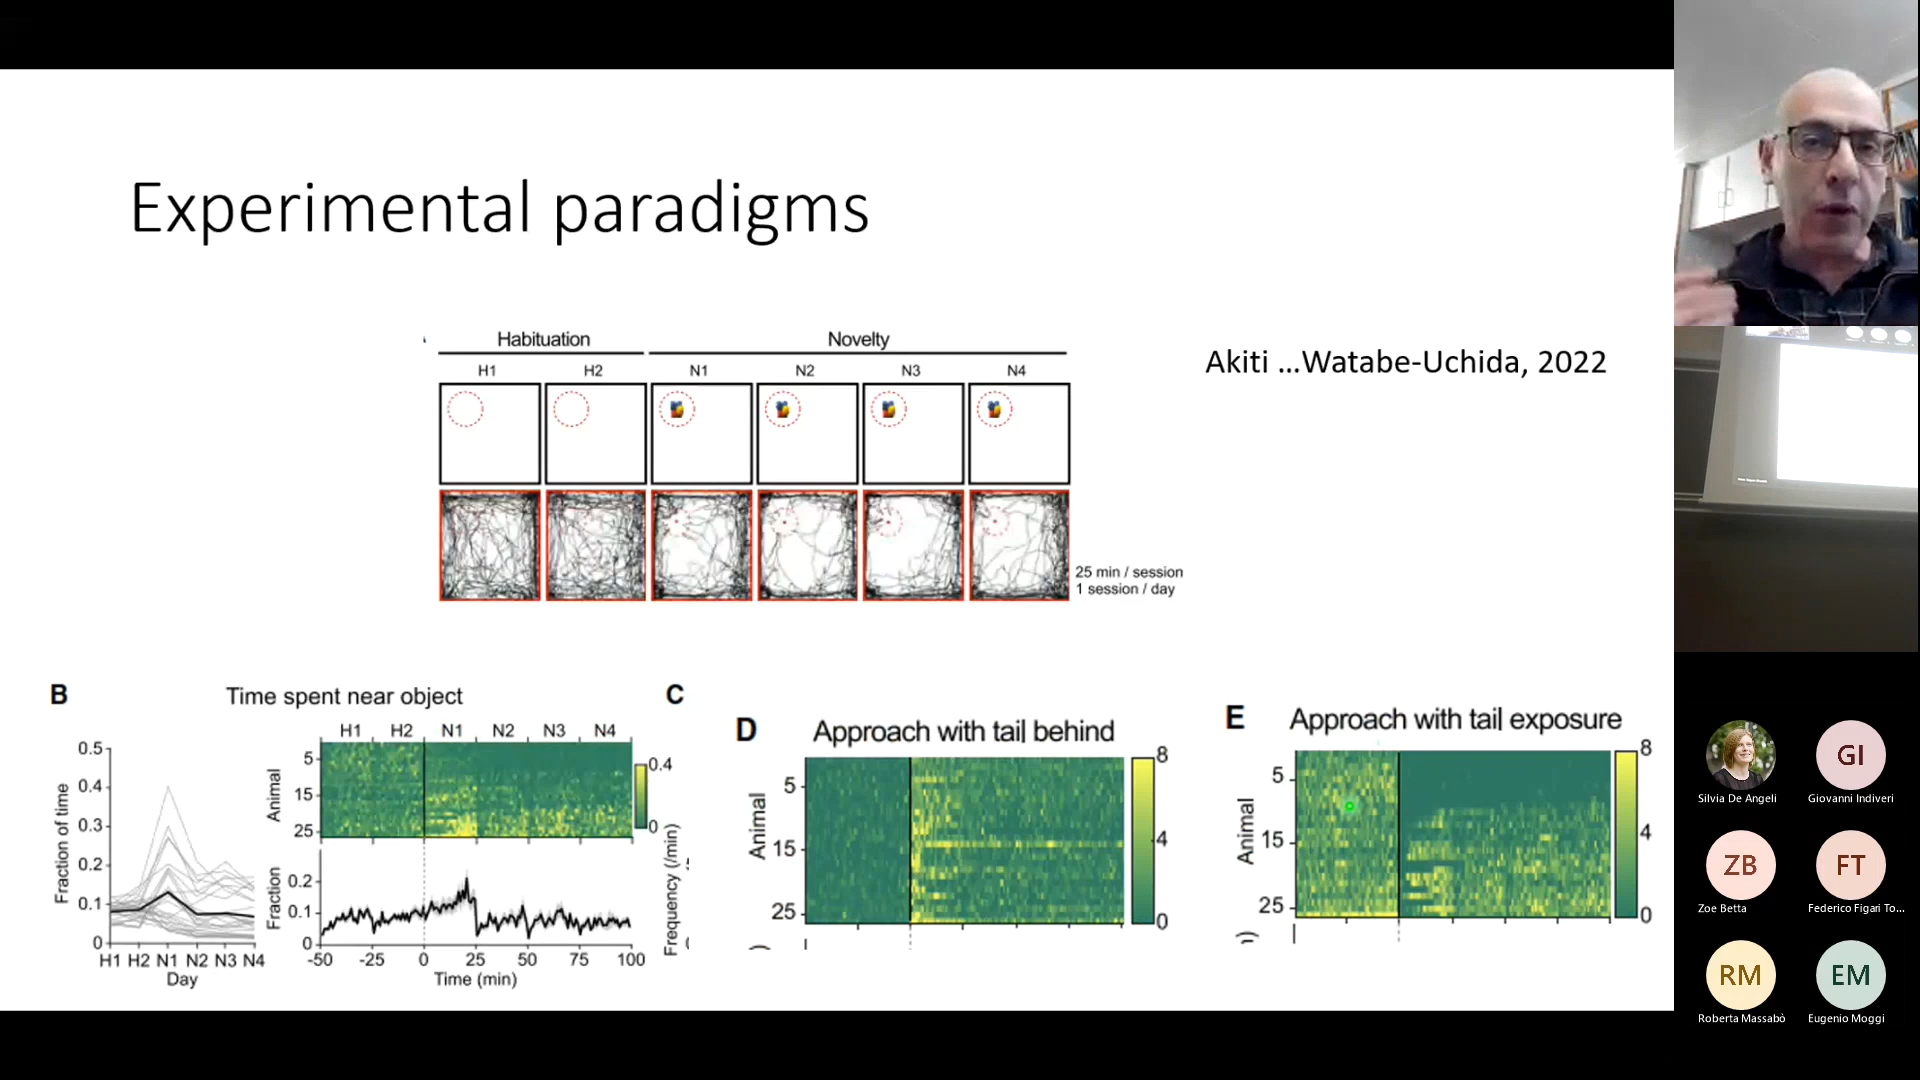 Experimental paradigms
Habituation Novelty
H1 H2 N1 N2 N3 N4
Akiti ...Watabe-Uchida, 2022
25 min / session
1 session / day
B
Time spent near object
H1 H2 N1 N2 N3 N4
Fraction of time
0.5
0.4
0.3
0.2
0.1
0
H1 H2 N1 N2 N3 N4
Day
Animal
5
15
25
0.4
0
Fraction
0.2
0.1
0
-50 -25 0 25 50 75 100
Time (min)
C
Frequency (/min)
D
Approach with tail behind
Animal
5
15
25
8
4
0
E
Approach with tail exposure
Animal
5
15
25
8
4
0
GI
Silvia De Angeli
Giovanni Indiveri
ZB
FT
Zoe Betta
Federico Figari To...
RM
EM
Roberta Massabò
Eugenio Moggi